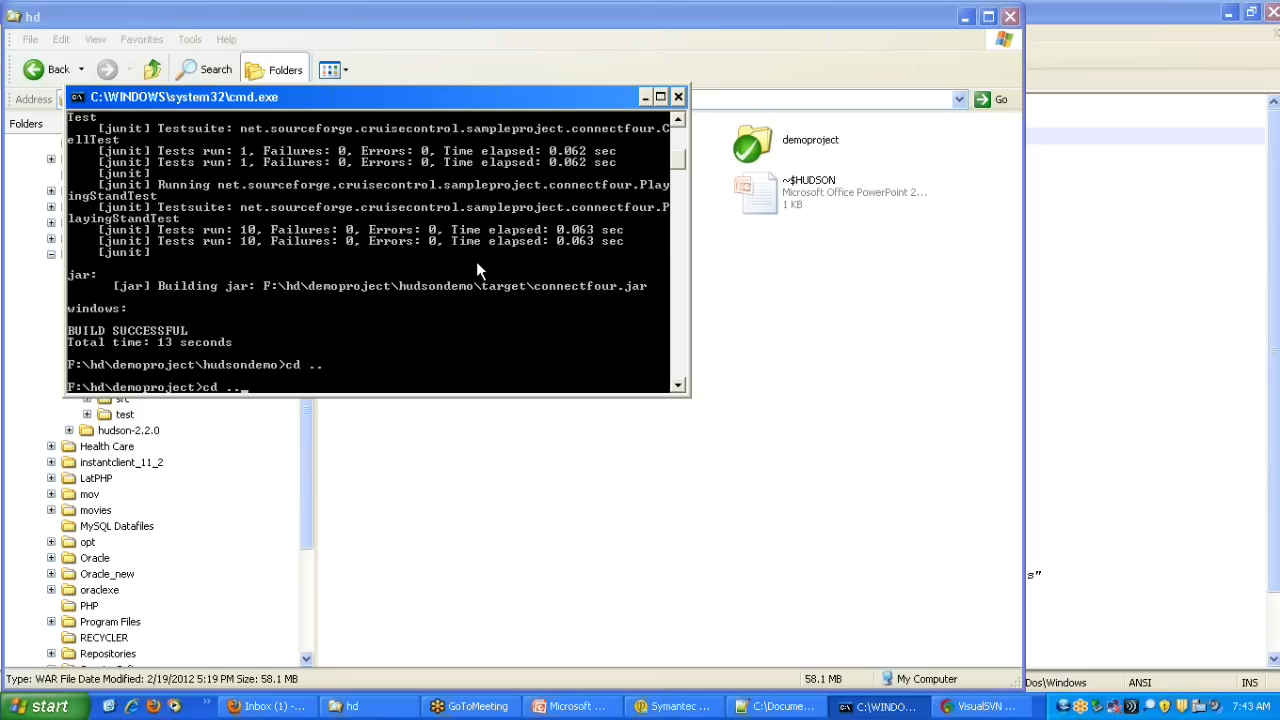 hd
File Edit View Favorites Tools Help
Back Search Folders
Address Go
Folders
C:\WINDOWS\system32\cmd.exe
Test
[junit] Testsuite: net.sourceforge.cruisecontrol.sampleproject.connectfour.C
ellTest
[junit] Tests run: 1, Failures: 0, Errors: 0, Time elapsed: 0.062 sec
[junit] Tests run: 1, Failures: 0, Errors: 0, Time elapsed: 0.062 sec
[junit]
[junit] Running net.sourceforge.cruisecontrol.sampleproject.connectfour.Play
ingStandTest
[junit] Testsuite: net.sourceforge.cruisecontrol.sampleproject.connectfour.P
layingStandTest
[junit] Tests run: 10, Failures: 0, Errors: 0, Time elapsed: 0.063 sec
[junit] Tests run: 10, Failures: 0, Errors: 0, Time elapsed: 0.063 sec
[junit]
jar:
[jar] Building jar: F:\hd\demoproject\hudsondemo\target\connectfour.jar
windows:
BUILD SUCCESSFUL
Total time: 13 seconds
F:\hd\demoproject\hudsondemo>cd ..
F:\hd\demoproject>cd .._
demoproject
~$HUDSON
Microsoft Office PowerPoint 2...
1 KB
src
test
hudson-2.2.0
Health Care
instantclient_11_2
LatPHP
mov
movies
MySQL Datafiles
opt
Oracle
Oracle_new
oraclexe
PHP
Program Files
RECYCLER
Repositories
s"
Type: WAR File Date Modified: 2/19/2012 5:19 PM Size: 58.1 MB 58.1 MB My Computer
Dos\Windows ANSI INS
start Inbox (1) -... hd GoToMeeting Microsoft ... Symantec ... C:\Docume... C:\WINDO... VisualSVN ... 7:43 AM